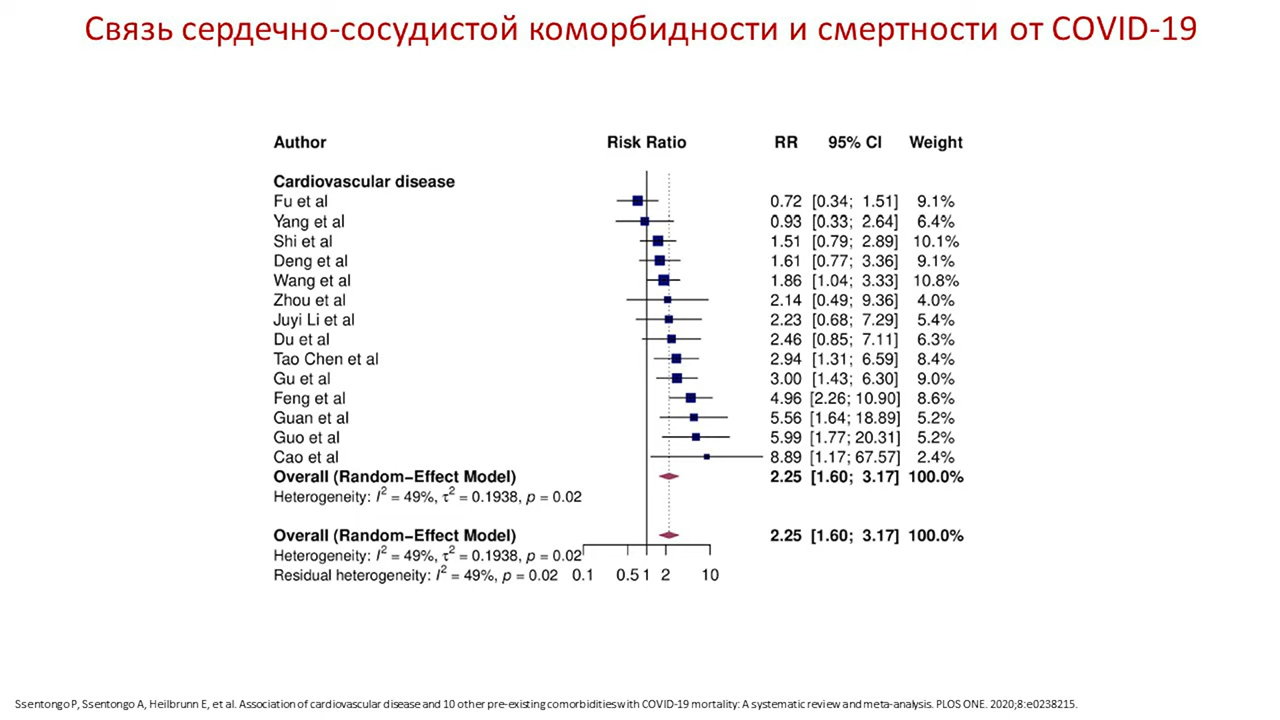 Связь сердечно-сосудистой коморбидности и смертности от COVID-19
Author Risk Ratio RR 95% CI Weight
Cardiovascular disease
Fu et al 0.72 [0.34; 1.51] 9.1%
Yang et al 0.93 [0.33; 2.64] 6.4%
Shi et al 1.51 [0.79; 2.89] 10.1%
Deng et al 1.61 [0.77; 3.36] 9.1%
Wang et al 1.86 [1.04; 3.33] 10.8%
Zhou et al 2.14 [0.49; 9.36] 4.0%
Juyi Li et al 2.23 [0.68; 7.29] 5.4%
Du et al 2.46 [0.85; 7.11] 6.3%
Tao Chen et al 2.94 [1.31; 6.59] 8.4%
Gu et al 3.00 [1.43; 6.30] 9.0%
Feng et al 4.96 [2.26; 10.90] 8.6%
Guan et al 5.56 [1.64; 18.89] 5.2%
Guo et al 5.99 [1.77; 20.31] 5.2%
Cao et al 8.89 [1.17; 67.57] 2.4%
Overall (Random−Effect Model) 2.25 [1.60; 3.17] 100.0%
Heterogeneity: I² = 49%, τ² = 0.1938, p = 0.02
Overall (Random−Effect Model) 2.25 [1.60; 3.17] 100.0%
Heterogeneity: I² = 49%, τ² = 0.1938, p = 0.02
Residual heterogeneity: I² = 49%, p = 0.02 0.1 0.5 1 2 10
Ssentongo P, Ssentongo A, Heilbrunn E, et al. Association of cardiovascular disease and 10 other pre-existing comorbidities with COVID-19 mortality: A systematic review and meta-analysis. PLOS ONE. 2020;8:e0238215.